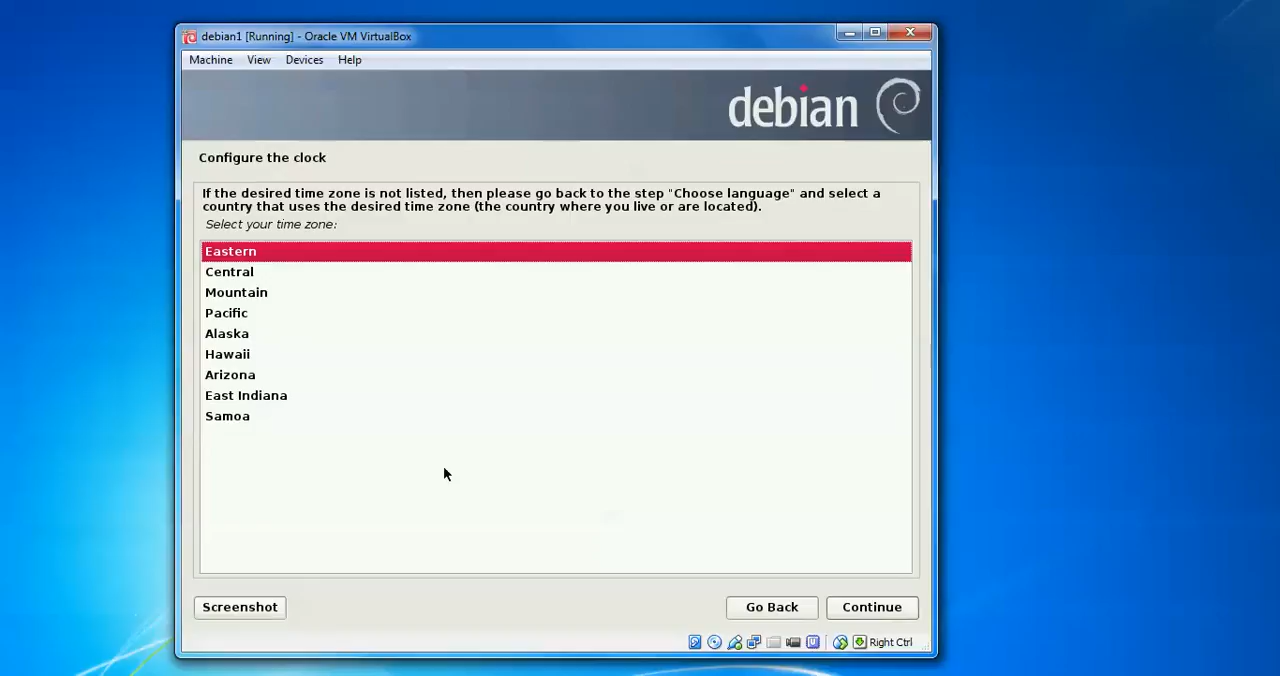 debian1 [Running] - Oracle VM VirtualBox
Machine View Devices Help
debian
Configure the clock
If the desired time zone is not listed, then please go back to the step "Choose language" and select a
country that uses the desired time zone (the country where you live or are located).
Select your time zone:
Eastern
Central
Mountain
Pacific
Alaska
Hawaii
Arizona
East Indiana
Samoa
Screenshot Go Back Continue
Right Ctrl